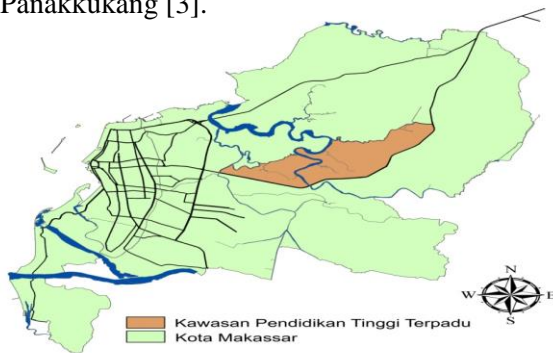 Panakkukang [3].
N
W E
S
Kawasan Pendidikan Tinggi Terpadu
Kota Makassar